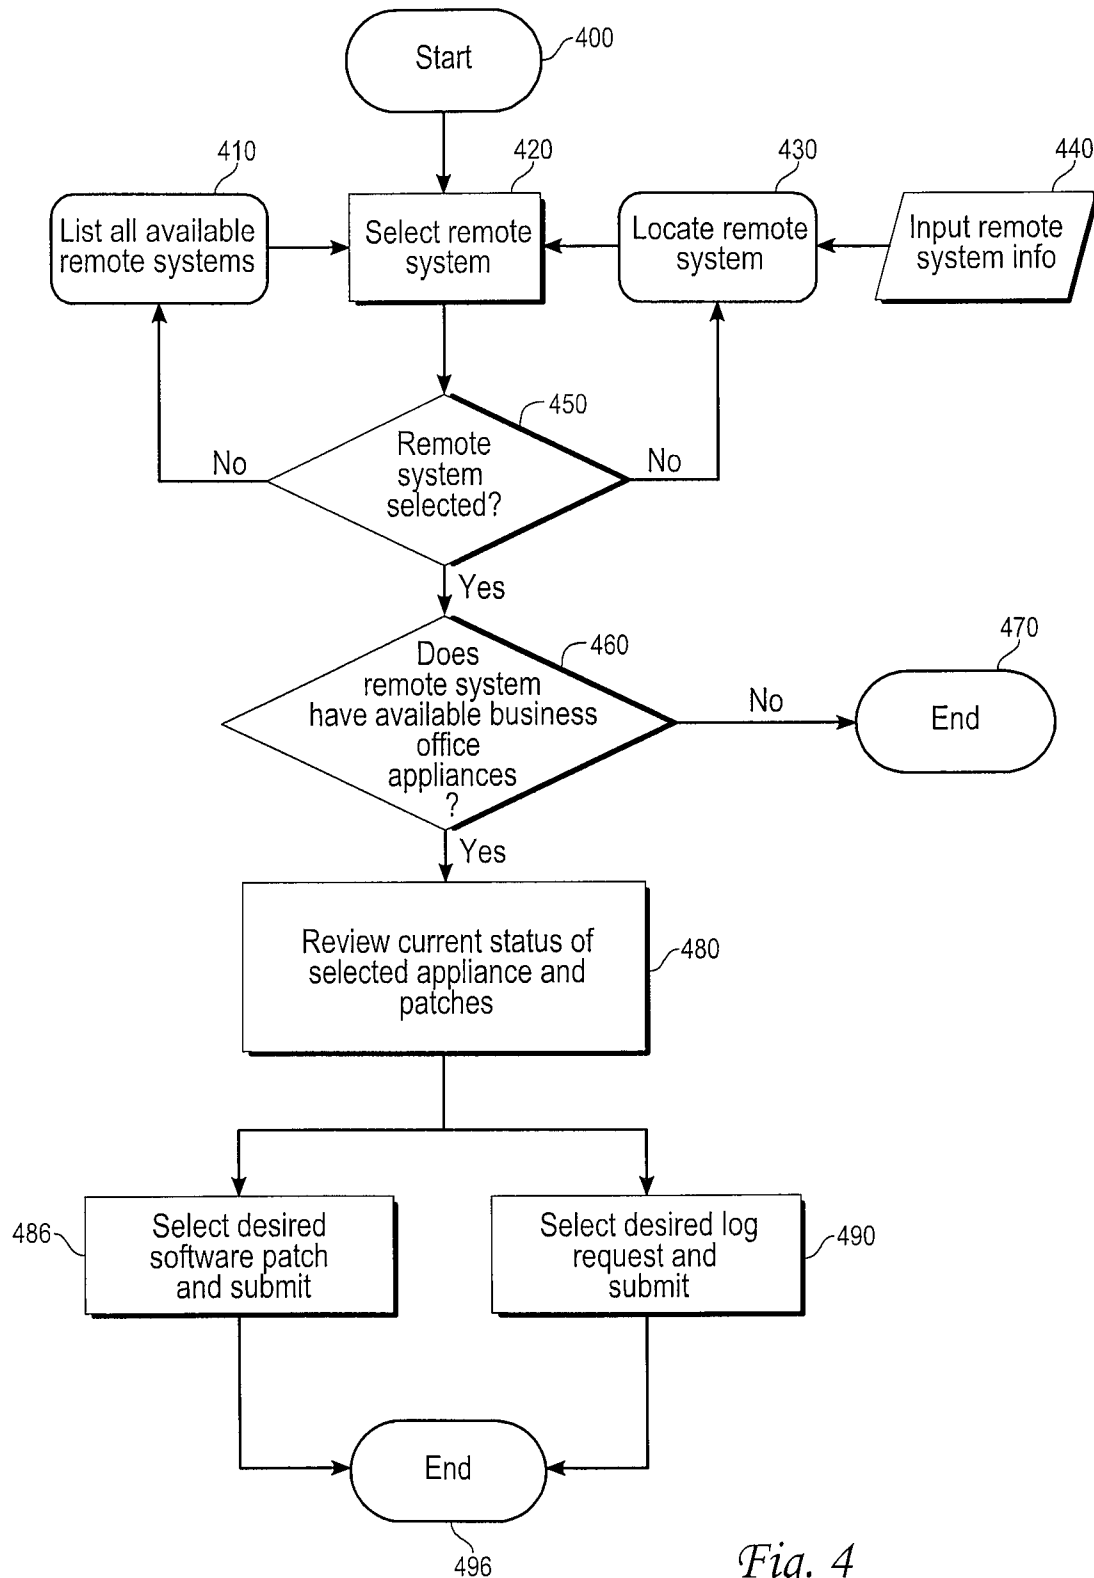 Start
400
410
420
430
440
List all available
remote systems
Select remote
system
Locate remote
system
Input remote
system info
450
Remote
system
selected?
No
No
Yes
460
Does
remote system
have available business
office
appliances
?
No
470
End
Yes
Review current status of
selected appliance and
patches
480
486
Select desired
software patch
and submit
Select desired log
request and
submit
490
End
496
Fig. 4